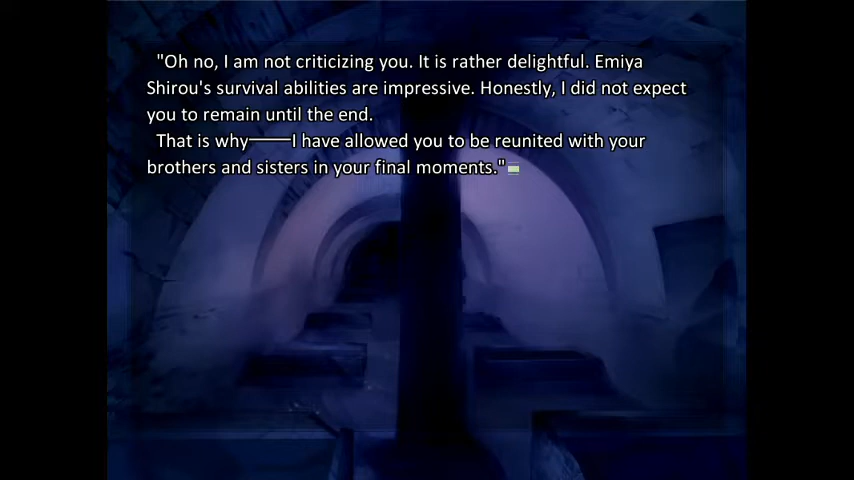 "Oh no, I am not criticizing you. It is rather delightful. Emiya
Shirou's survival abilities are impressive. Honestly, I did not expect
you to remain until the end.
That is why――I have allowed you to be reunited with your
brothers and sisters in your final moments."